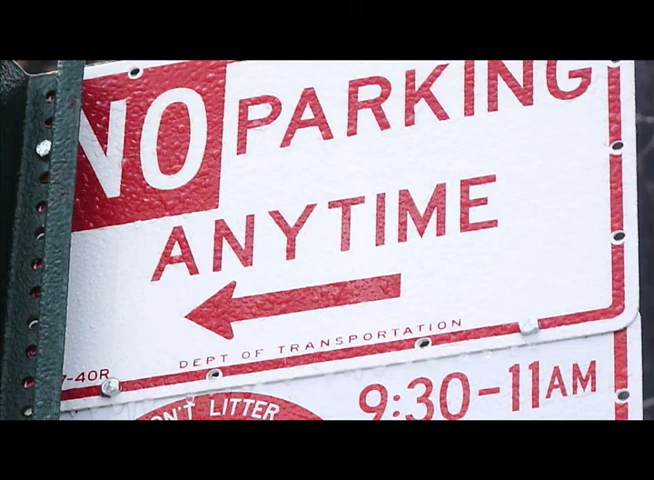 NO PARKING
ANYTIME
DEPT OF TRANSPORTATION
7-40R
LITTER
9:30-11AM